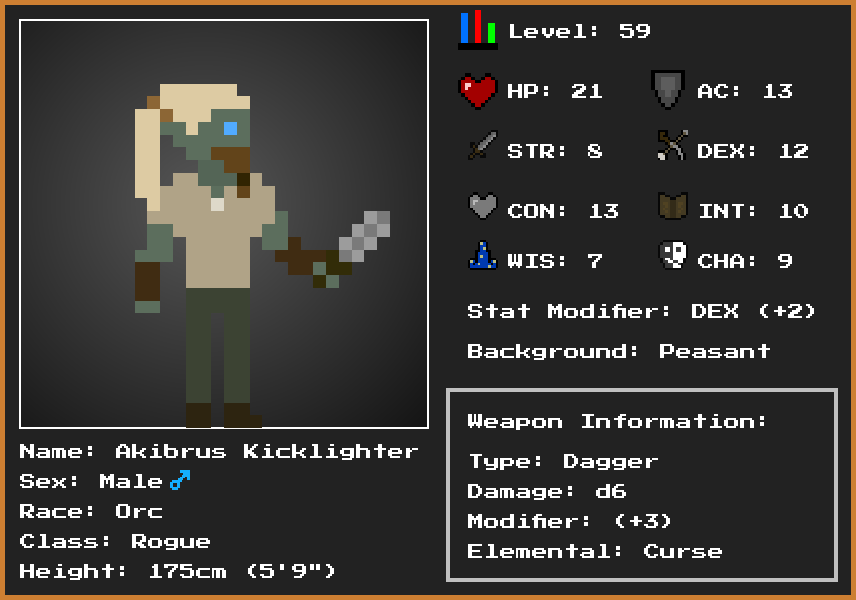 Level: 59
HP: 21
AC: 13
STR: 8
DEX: 12
CON: 13
INT: 10
WIS: 7
CHA: 9
Stat Modifier: DEX (+2)
Background: Peasant
Weapon Information:
Type: Dagger
Damage: d6
Modifier: (+3)
Elemental: Curse
Name: Akibrus Kicklighter
Sex: Male♂
Race: Orc
Class: Rogue
Height: 175cm (5'9")